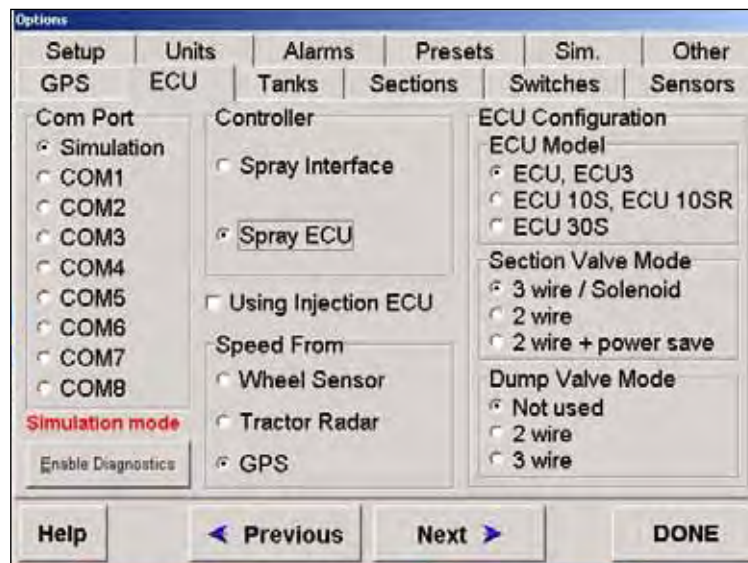 Options
Setup Units Alarms Presets Sim. Other
GPS ECU Tanks Sections Switches Sensors
Com Port
Simulation
COM1
COM2
COM3
COM4
COM5
COM6
COM7
COM8
Simulation mode
Enable Diagnostics
Controller
Spray Interface
Spray ECU
Using Injection ECU
Speed From
Wheel Sensor
Tractor Radar
GPS
ECU Configuration
ECU Model
ECU, ECU3
ECU 10S, ECU 10SR
ECU 30S
Section Valve Mode
3 wire / Solenoid
2 wire
2 wire + power save
Dump Valve Mode
Not used
2 wire
3 wire
Help Previous Next DONE